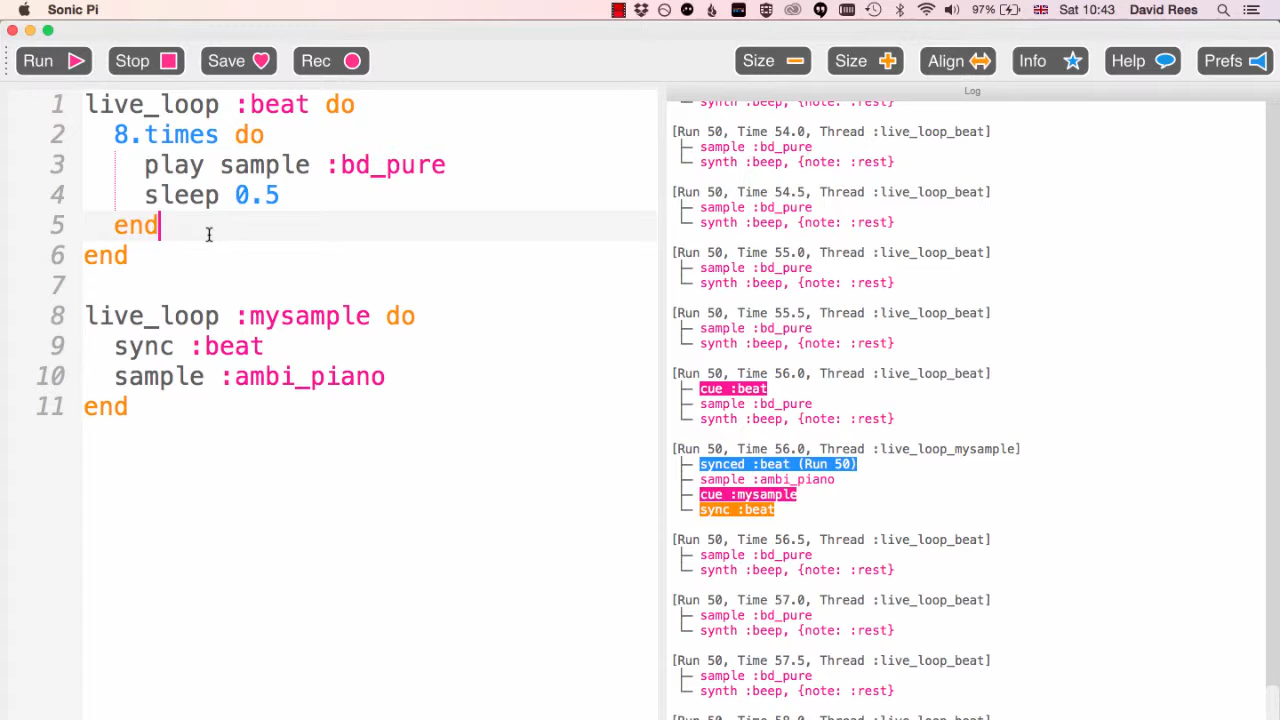 Sonic Pi 97% Sat 10:43 David Rees
Run Stop Save Rec Size Size Align Info Help Prefs
1 live_loop :beat do
2 8.times do
3 play sample :bd_pure
4 sleep 0.5
5 end
6 end
7
8 live_loop :mysample do
9 sync :beat
10 sample :ambi_piano
11 end
Log
synth :beep, {note: :rest}
[Run 50, Time 54.0, Thread :live_loop_beat]
├─ sample :bd_pure
└─ synth :beep, {note: :rest}
[Run 50, Time 54.5, Thread :live_loop_beat]
├─ sample :bd_pure
└─ synth :beep, {note: :rest}
[Run 50, Time 55.0, Thread :live_loop_beat]
├─ sample :bd_pure
└─ synth :beep, {note: :rest}
[Run 50, Time 55.5, Thread :live_loop_beat]
├─ sample :bd_pure
└─ synth :beep, {note: :rest}
[Run 50, Time 56.0, Thread :live_loop_beat]
├─ cue :beat
├─ sample :bd_pure
└─ synth :beep, {note: :rest}
[Run 50, Time 56.0, Thread :live_loop_mysample]
├─ synced :beat (Run 50)
├─ sample :ambi_piano
├─ cue :mysample
└─ sync :beat
[Run 50, Time 56.5, Thread :live_loop_beat]
├─ sample :bd_pure
└─ synth :beep, {note: :rest}
[Run 50, Time 57.0, Thread :live_loop_beat]
├─ sample :bd_pure
└─ synth :beep, {note: :rest}
[Run 50, Time 57.5, Thread :live_loop_beat]
├─ sample :bd_pure
└─ synth :beep, {note: :rest}
[Run 50, Time 58.0, Thread :live_loop_beat]